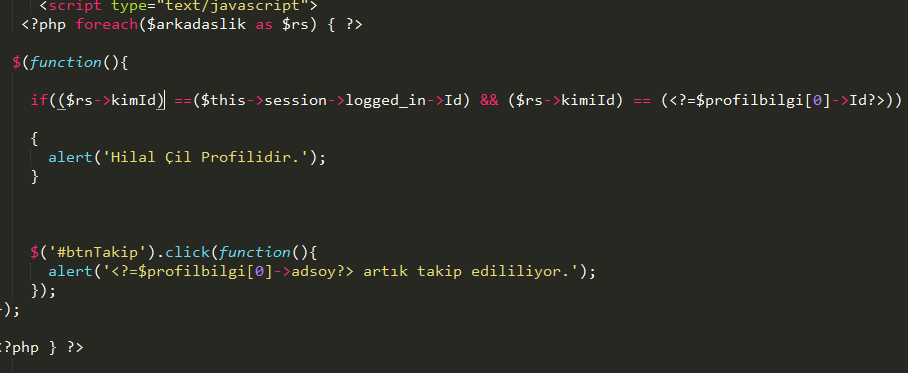 <script type="text/javascript">
<?php foreach($arkadaslik as $rs) { ?>
$(function(){
if(($rs->kimId) ==($this->session->logged_in->Id) && ($rs->kimiId) == (<?=$profilbilgi[0]->Id?>))
{
alert('Hilal Çil Profilidir.');
}
$('#btnTakip').click(function(){
alert('<?=$profilbilgi[0]->adsoy?> artık takip edililiyor.');
});
});
<?php } ?>